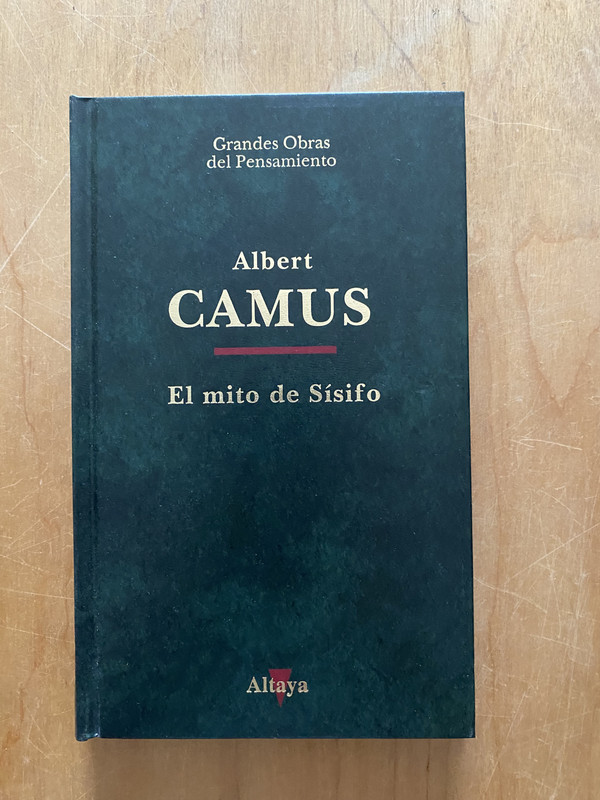 Grandes Obras
del Pensamiento
Albert
CAMUS
El mito de Sísifo
Altaya